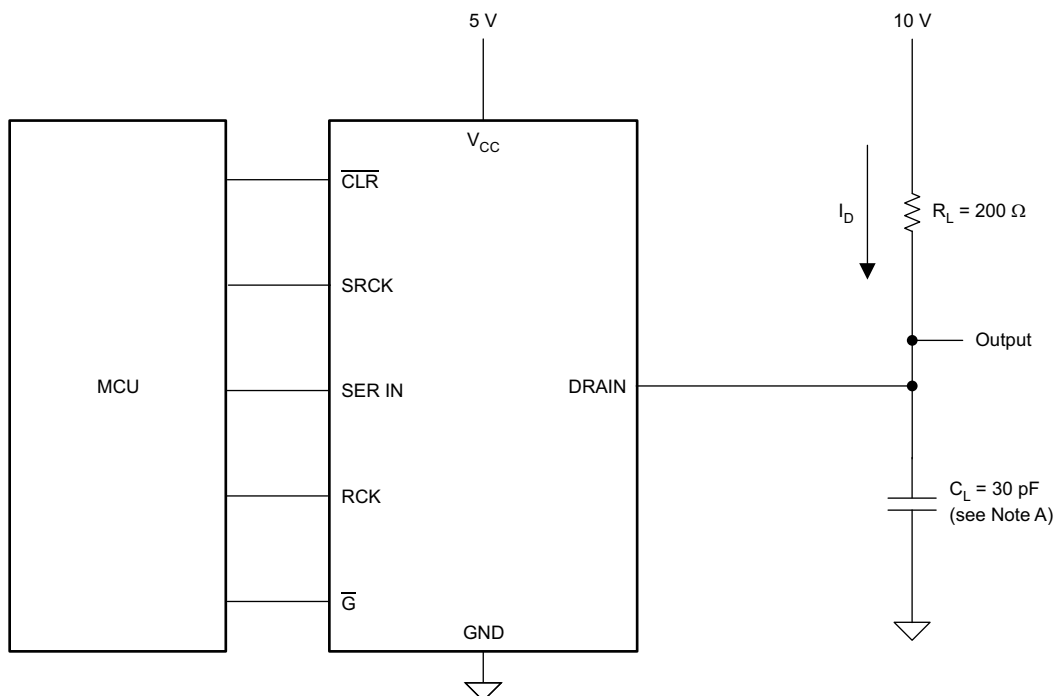 5 V
10 V
V_CC
CLR
I_D
R_L = 200 Ω
SRCK
Output
MCU
SER IN
DRAIN
RCK
C_L = 30 pF
(see Note A)
G
GND